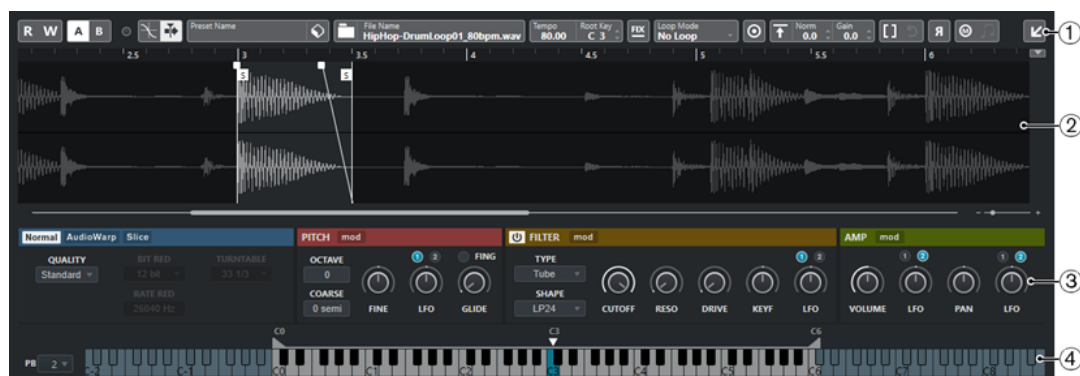 R W A B Preset Name File Name Tempo Root Key Loop Mode Norm Gain
HipHop-DrumLoop01_80bpm.wav 80.00 C 3 FIX No Loop 0.0 0.0 [ ] Я M 1
2.5 3 3.5 4 4.5 5 5.5 6
S S
2
- +
Normal AudioWarp Slice PITCH mod FILTER mod AMP mod
QUALITY BIT RED TURNTABLE OCTAVE 1 2 FING TYPE 1 2 1 2 1 2
Standard 12 bit 33 1/3 0 Tube
RATE RED COARSE SHAPE 3
26040 Hz 0 semi FINE LFO GLIDE LP24 CUTOFF RESO DRIVE KEYF LFO VOLUME LFO PAN LFO
C0 C3 C6
PB 2 C-2 C-1 C0 C1 C2 C3 C4 C5 C6 C7 C8 4